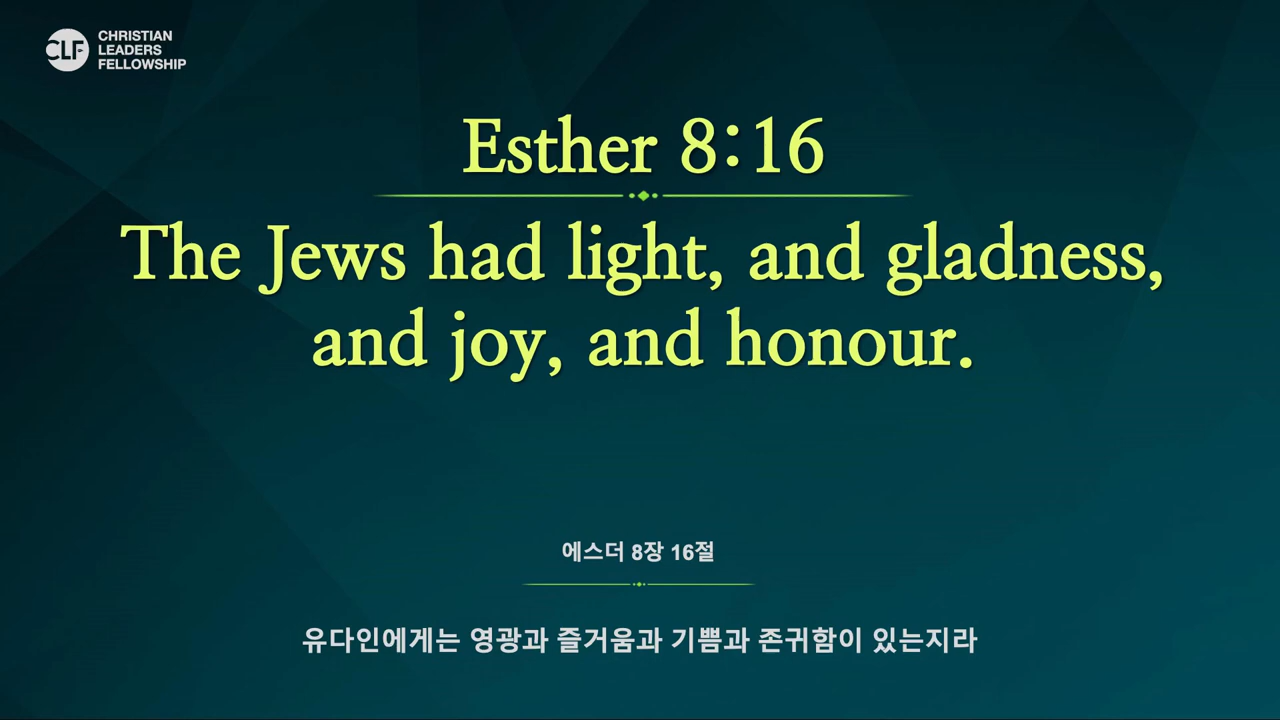 CLF
CHRISTIAN
LEADERS
FELLOWSHIP
Esther 8:16
The Jews had light, and gladness,
and joy, and honour.
에스더 8장 16절
유다인에게는 영광과 즐거움과 기쁨과 존귀함이 있는지라